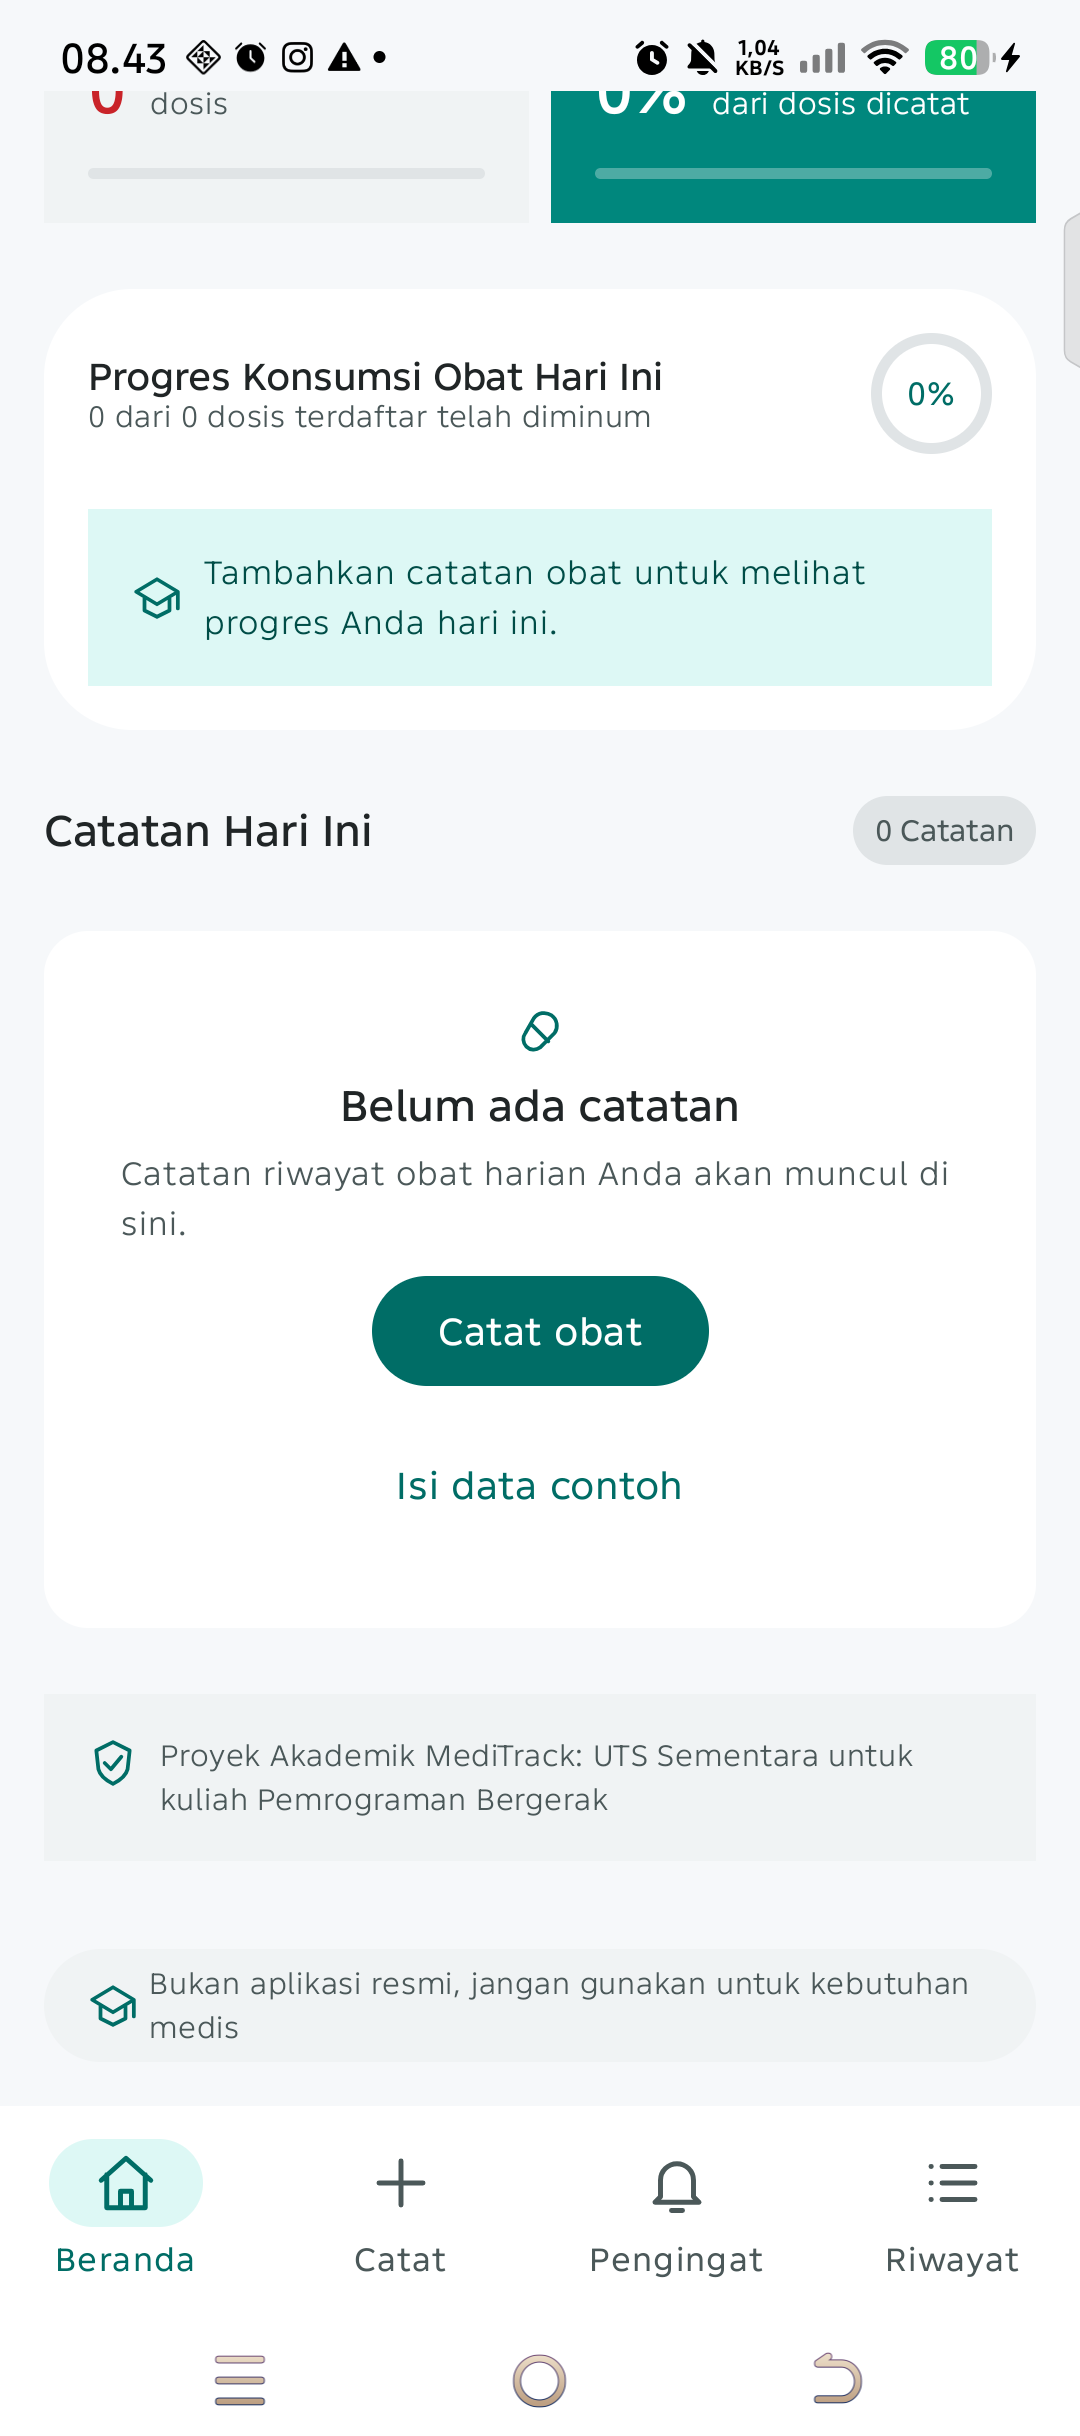 08.43
1,04
KB/S
80
0 dosis
0% dari dosis dicatat
Progres Konsumsi Obat Hari Ini
0 dari 0 dosis terdaftar telah diminum
0%
Tambahkan catatan obat untuk melihat
progres Anda hari ini.
Catatan Hari Ini
0 Catatan
Belum ada catatan
Catatan riwayat obat harian Anda akan muncul di
sini.
Catat obat
Isi data contoh
Proyek Akademik MediTrack: UTS Sementara untuk
kuliah Pemrograman Bergerak
Bukan aplikasi resmi, jangan gunakan untuk kebutuhan
medis
Beranda
Catat
Pengingat
Riwayat